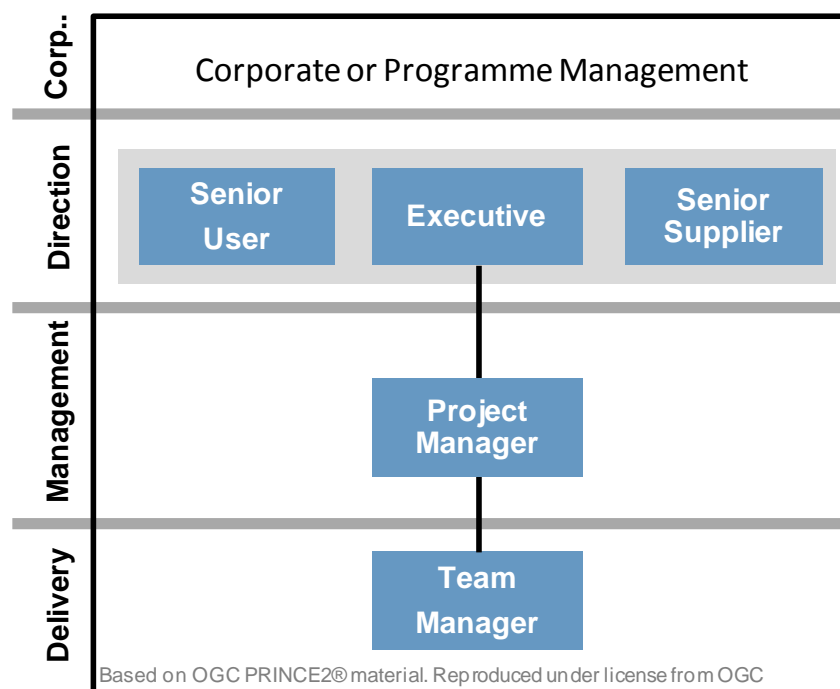 Corp..
Corporate or Programme Management
Direction
Senior
User
Executive
Senior
Supplier
Management
Project
Manager
Delivery
Team
Manager
Based on OGC PRINCE2® material. Reproduced under license from OGC